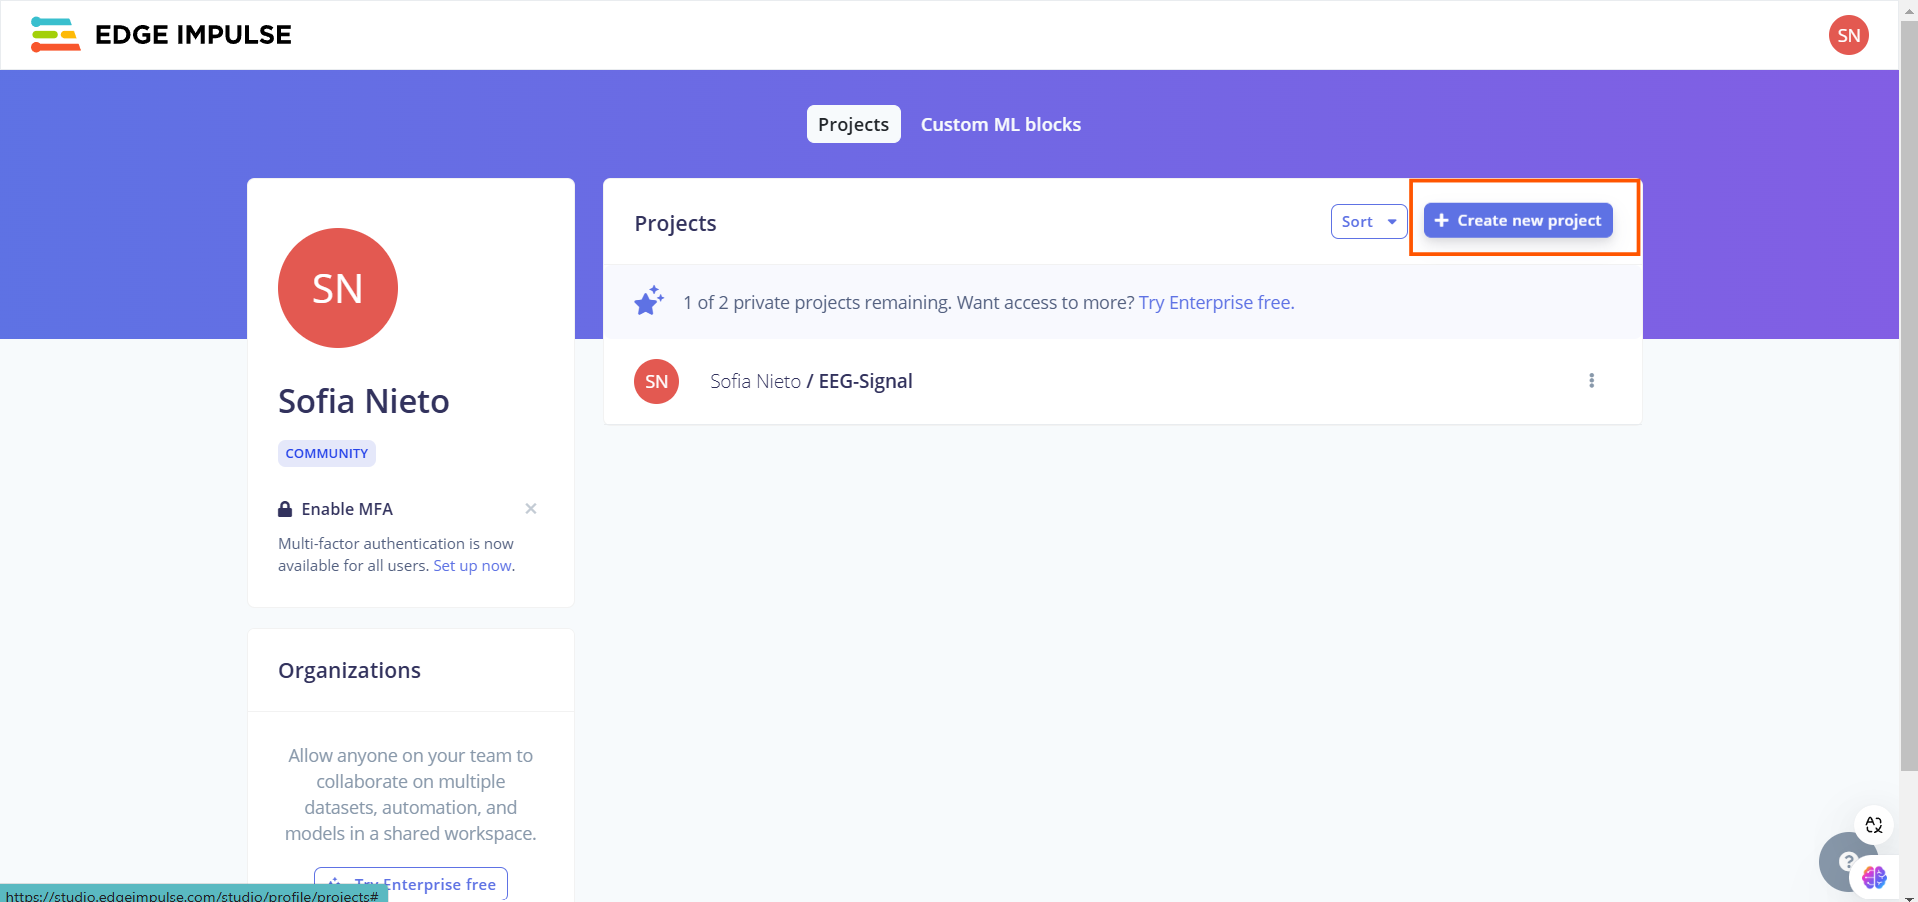 EDGE IMPULSE
SN
Projects
Custom ML blocks
SN
Sofia Nieto
COMMUNITY
Enable MFA
Multi-factor authentication is now
available for all users. Set up now.
Organizations
Allow anyone on your team to
collaborate on multiple
datasets, automation, and
models in a shared workspace.
Try Enterprise free
Projects
Sort
+ Create new project
1 of 2 private projects remaining. Want access to more? Try Enterprise free.
SN
Sofia Nieto / EEG-Signal
?
https://studio.edgeimpulse.com/studio/profile/projects#